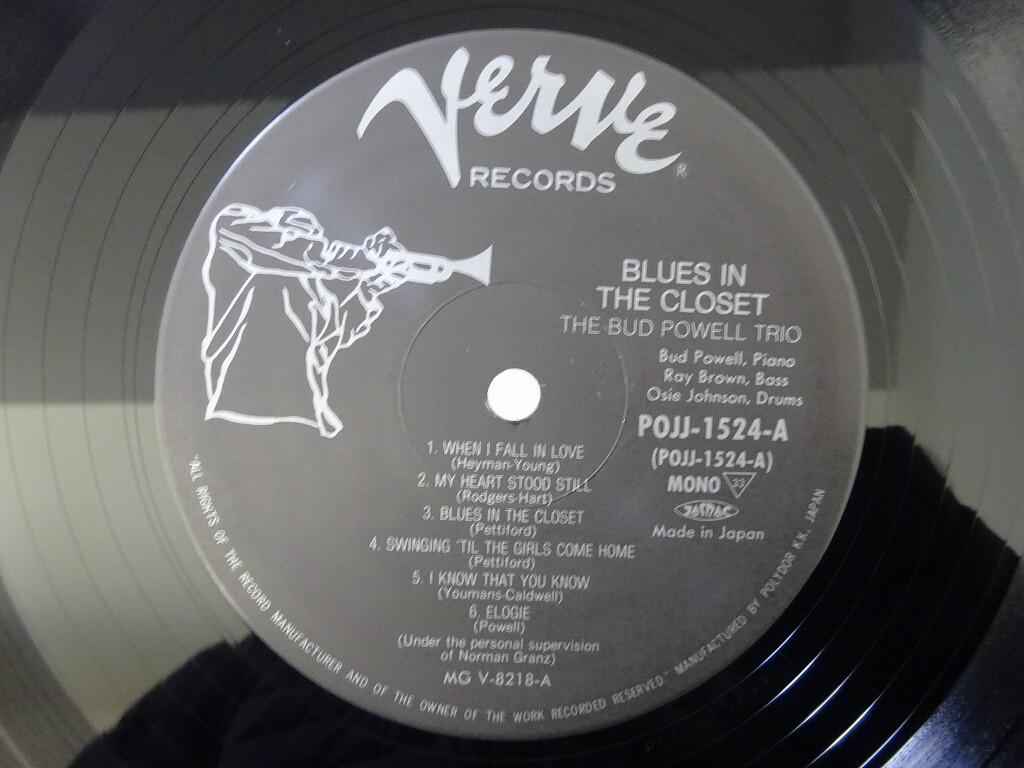 Verve
RECORDS
®
BLUES IN
THE CLOSET
THE BUD POWELL TRIO
Bud Powell, Piano
Ray Brown, Bass
Osie Johnson, Drums
POJJ-1524-A
(POJJ-1524-A)
MONO 33
JASRAC
Made in Japan
1. WHEN I FALL IN LOVE
(Heyman-Young)
2. MY HEART STOOD STILL
(Rodgers-Hart)
3. BLUES IN THE CLOSET
(Pettiford)
4. SWINGING 'TIL THE GIRLS COME HOME
(Pettiford)
5. I KNOW THAT YOU KNOW
(Youmans-Caldwell)
6. ELOGIE
(Powell)
(Under the personal supervision
of Norman Granz)
MG V-8218-A
"ALL RIGHTS OF THE RECORD MANUFACTURER AND OF THE OWNER OF THE WORK RECORDED RESERVED." MANUFACTURED BY POLYDOR K.K. JAPAN